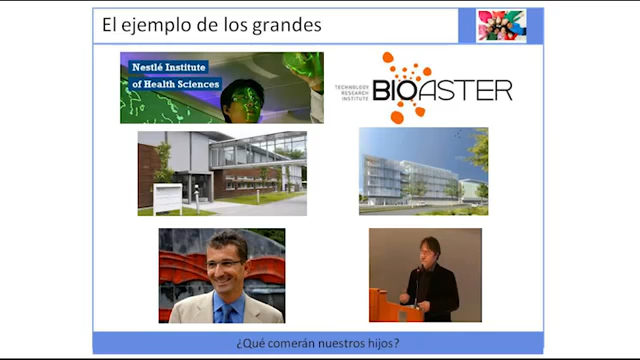 El ejemplo de los grandes
Nestlé Institute
of Health Sciences
TECHNOLOGY
RESEARCH
INSTITUTE
BIOASTER
¿Qué comerán nuestros hijos?